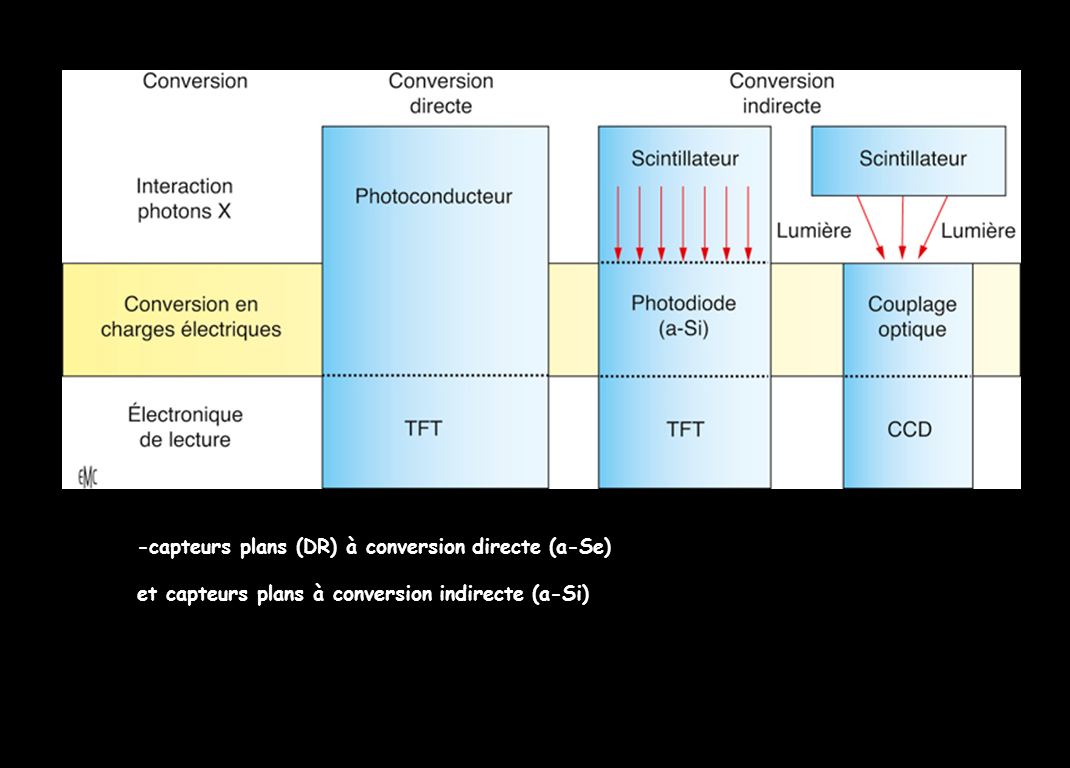 Conversion
Conversion
directe
Conversion
indirecte
Interaction
photons X
Photoconducteur
Scintillateur
Scintillateur
Lumière
Lumière
Conversion en
charges électriques
Photodiode
(a-Si)
Couplage
optique
Électronique
de lecture
TFT
TFT
CCD
EMC
-capteurs plans (DR) à conversion directe (a-Se)
et capteurs plans à conversion indirecte (a-Si)